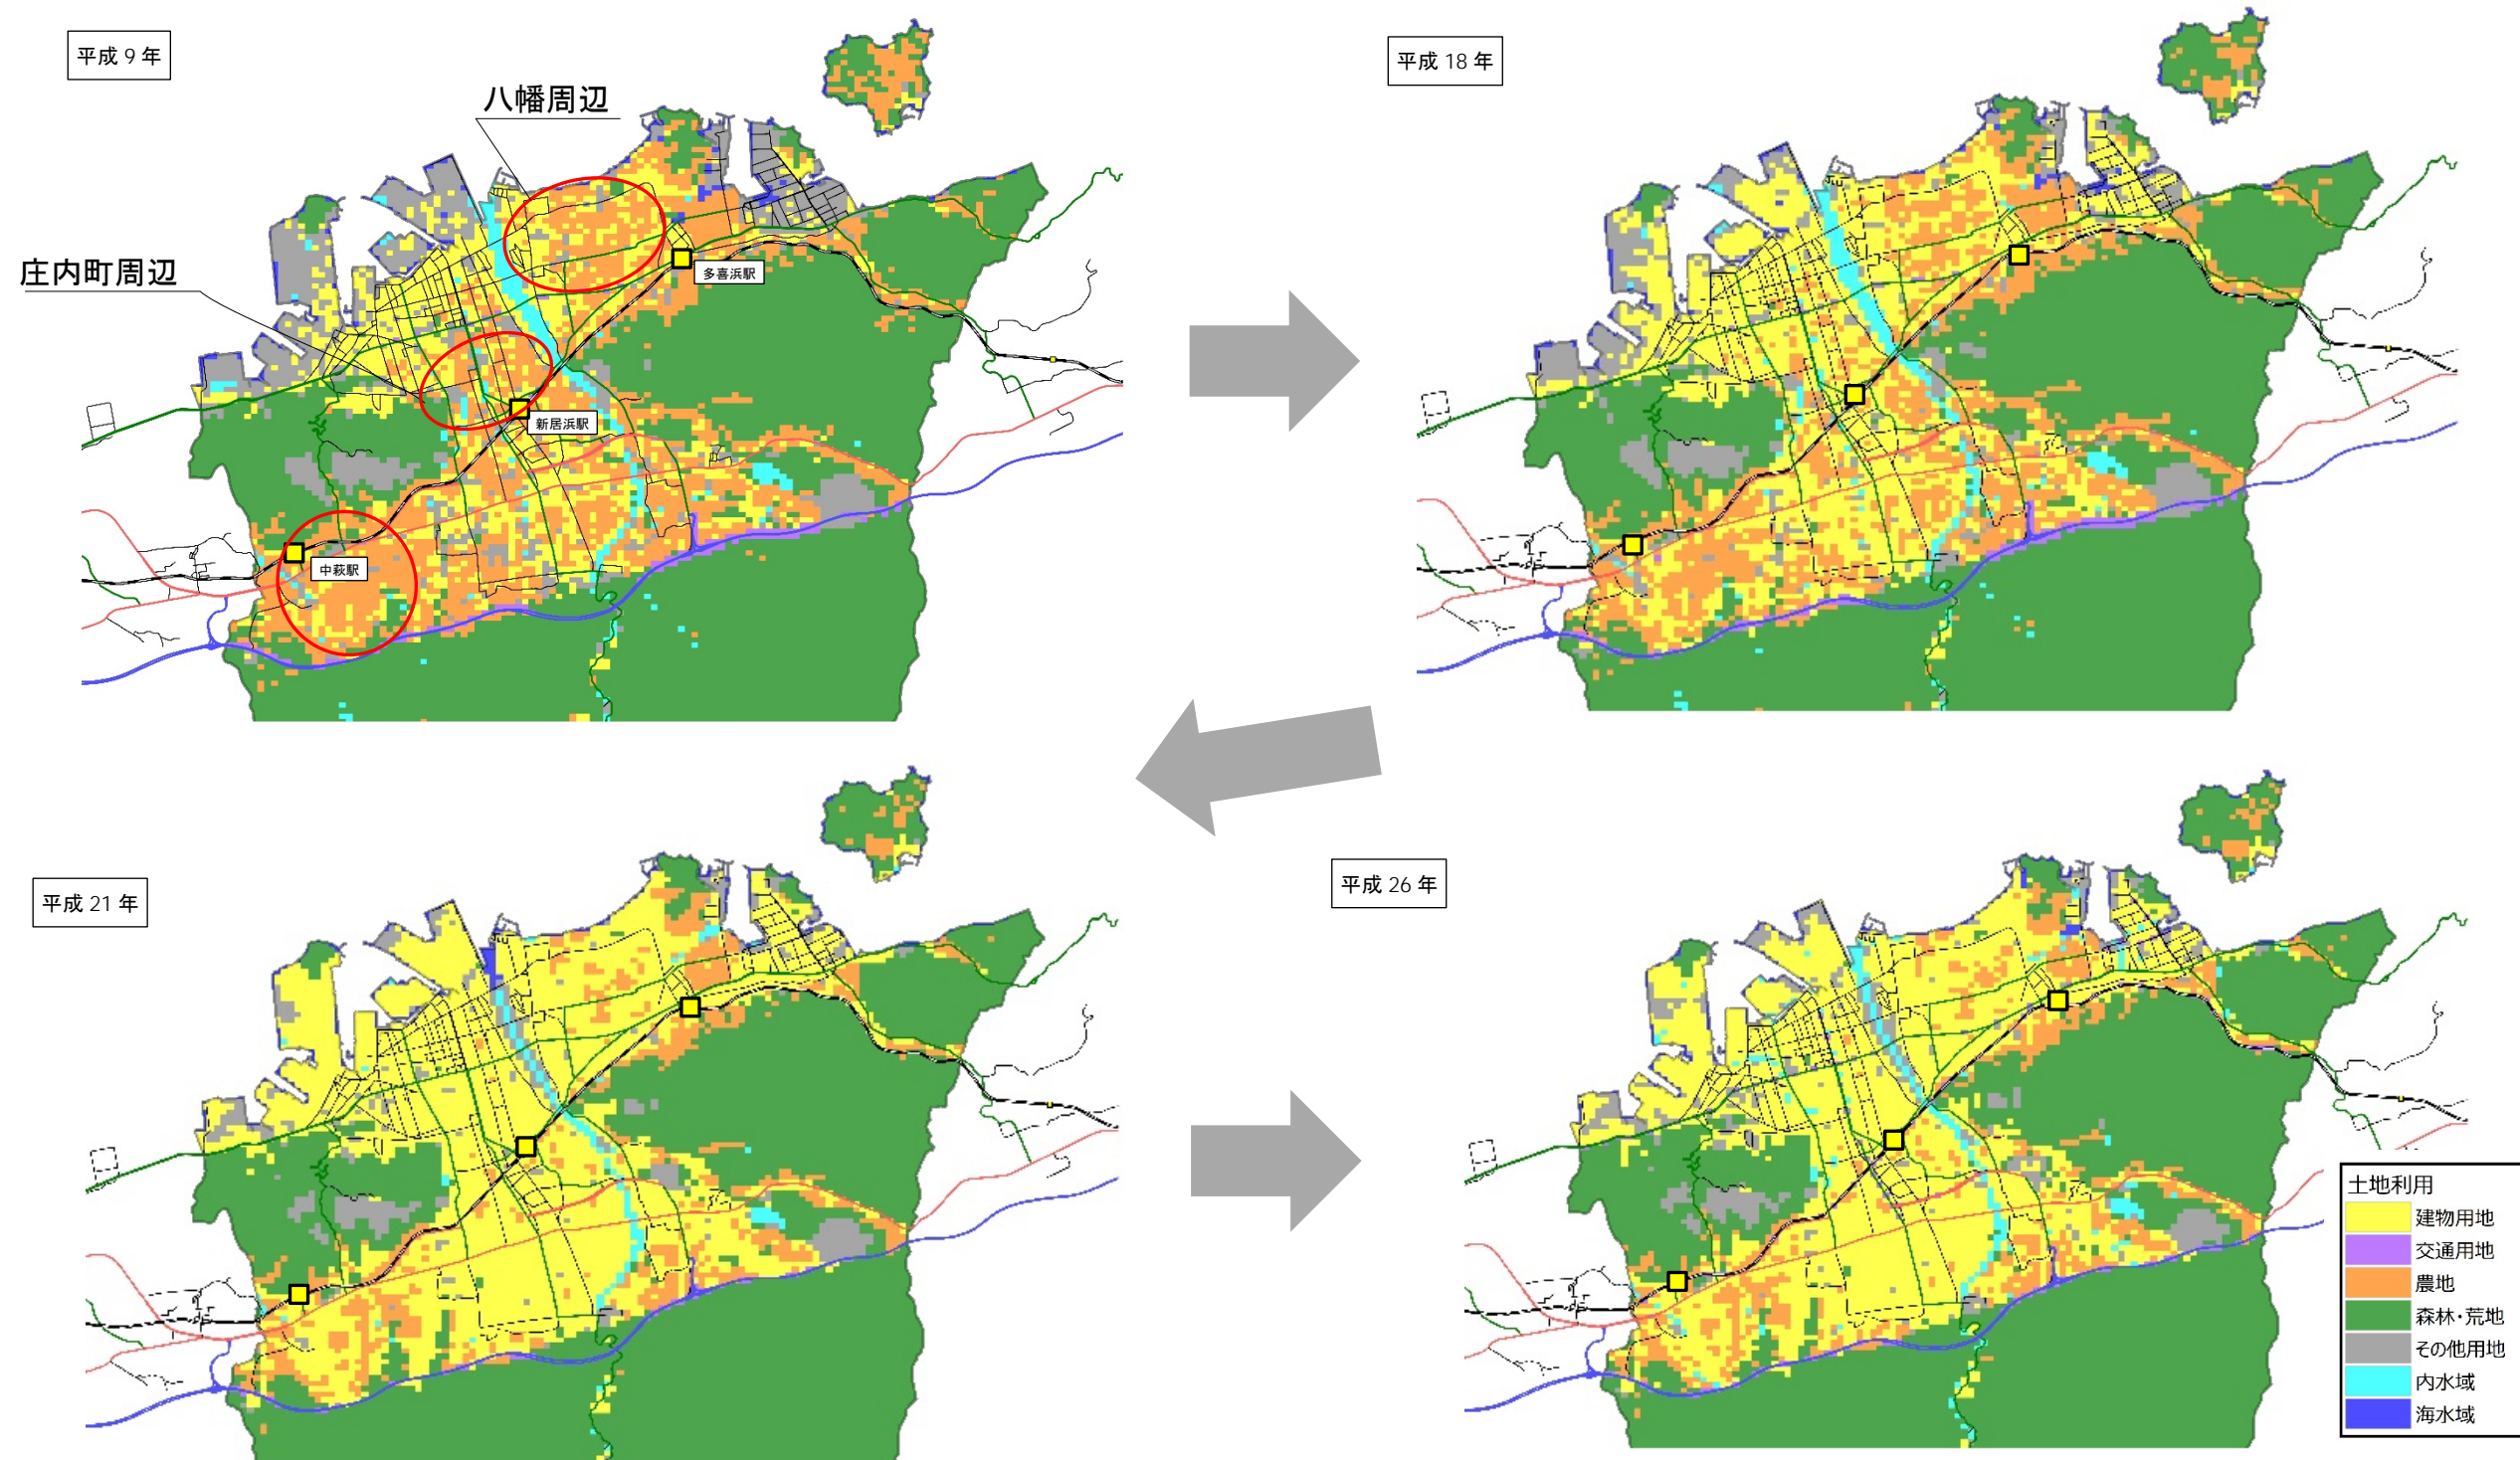 平成 9 年
八幡周辺
庄内町周辺
多喜浜駅
新居浜駅
中萩駅
平成 18 年
平成 21 年
平成 26 年
土地利用
建物用地
交通用地
農地
森林・荒地
その他用地
内水域
海水域